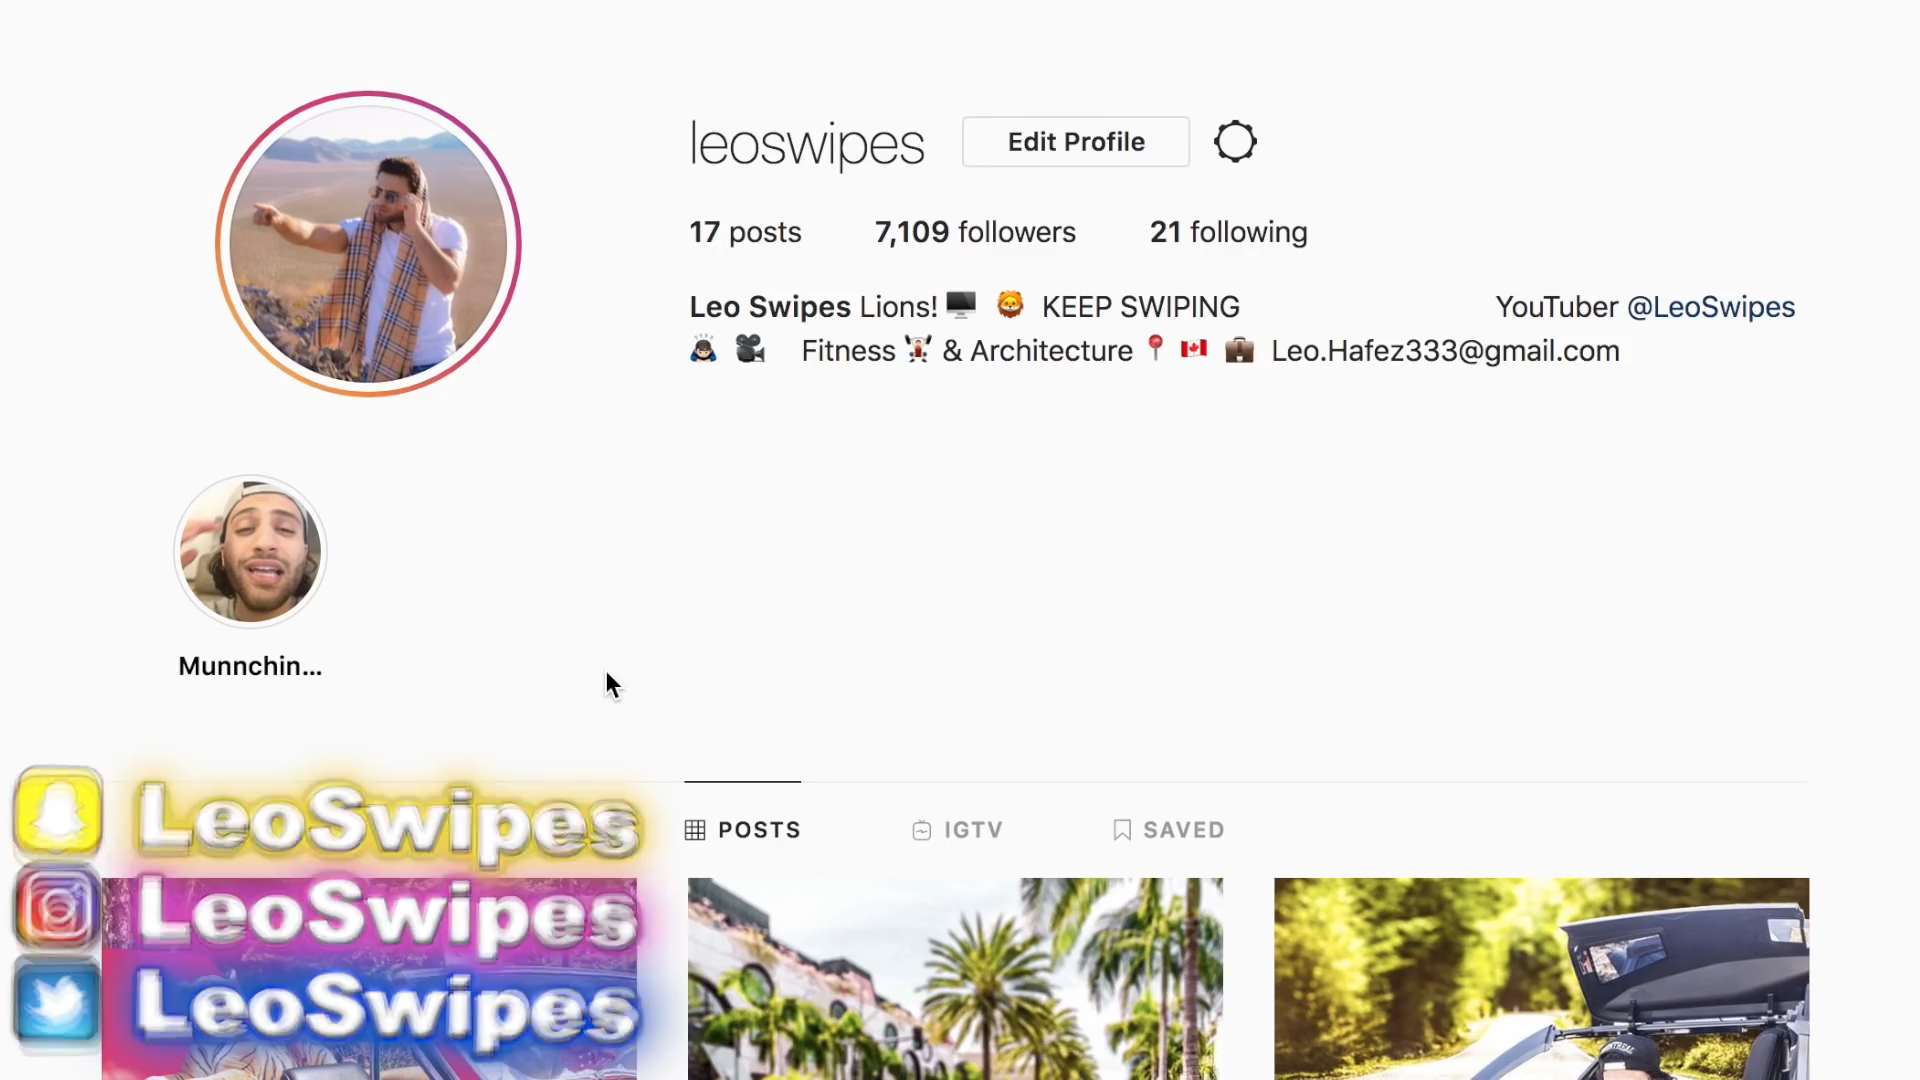 leoswipes Edit Profile
17 posts 7,109 followers 21 following
Leo Swipes Lions! 🖥️ 🦁 KEEP SWIPING YouTuber @LeoSwipes
🙇🏻‍♂️ 🎥 Fitness 🏋🏻 & Architecture 📍 🇨🇦 💼 Leo.Hafez333@gmail.com
Munnchin...
POSTS IGTV SAVED
LeoSwipes
LeoSwipes
LeoSwipes
MONTREAL